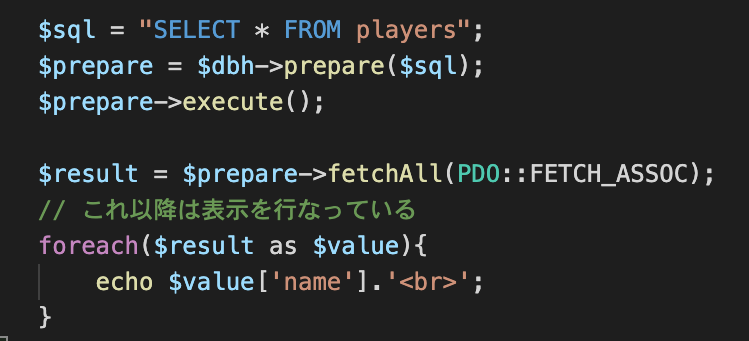 $sql = "SELECT * FROM players";
$prepare = $dbh->prepare($sql);
$prepare->execute();

$result = $prepare->fetchAll(PDO::FETCH_ASSOC);
// これ以降は表示を行なっている
foreach($result as $value){
    echo $value['name'].'<br>';
}